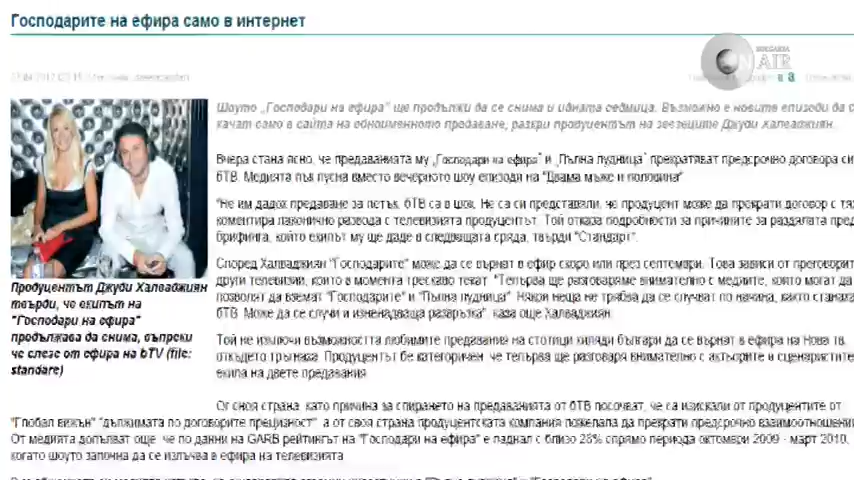 Господарите на ефира само в интернет
BULGARIA
ON AIR
Шоуто „Господари на ефира" ще продължи да се снима и идната седмица. Възможно е новите епизоди да с
качат само в сайта на едноименното предаване, разкри продуцентът на звездите Джуди Халваджиян.
Вчера стана ясно, че предаванията му „Господари на ефира" и „Пълна лудница" прекратяват предсрочно договора си
бТВ. Медията пък пусна вместо вечерното шоу епизоди на "Двама мъже и половина"
"Не им дадох предаване за петък, бТВ са в шок. Не са си представяли, че продуцент може да прекрати договор с тях
коментира лаконично развода с телевизията продуцентът. Той отказа подробности за причините за раздялата пред
брифинга, който екипът му ще даде в следващата сряда, твърди "Стандарт".
Според Халваджиян "Господарите" може да се върнат в ефир скоро или през септември. Това зависи от преговорит
други телевизии, които в момента трескаво текат. "Тепърва ще разговаряме внимателно с медиите, които могат да
позволят да вземат "Господарите" и "Пълна лудница". Някои неща не трябва да се случват по начина, както станаха
бТВ. Може да се случи и изненадваща развръзка", каза още Халваджиян.
Той не изключи възможността любимите предавания на стотици хиляди българи да се върнат в ефира на Нова тв,
откъдето тръгнаха. Продуцентът бе категоричен, че тепърва ще разговаря внимателно с актьорите и сценаристите
екипа на двете предавания.
От своя страна, като причина за спирането на предаванията от бТВ посочват, че са изискали от продуцентите от
"Глобал вижън" "дължимата по договорите прецизност", а от своя страна продуцентската компания пожелала да прекрати предсрочно взаимоотношени
От медията допълват още, че по данни на GARB рейтингът на "Господари на ефира" е паднал с близо 28% спрямо периода октомври 2009 - март 2010,
когато шоуто започна да се излъчва в ефира на телевизията.
Продуцентът Джуди Халваджиян
твърди, че екипът на
"Господари на ефира"
продължава да снима, въпреки
че слезе от ефира на bTV (file:
standare)